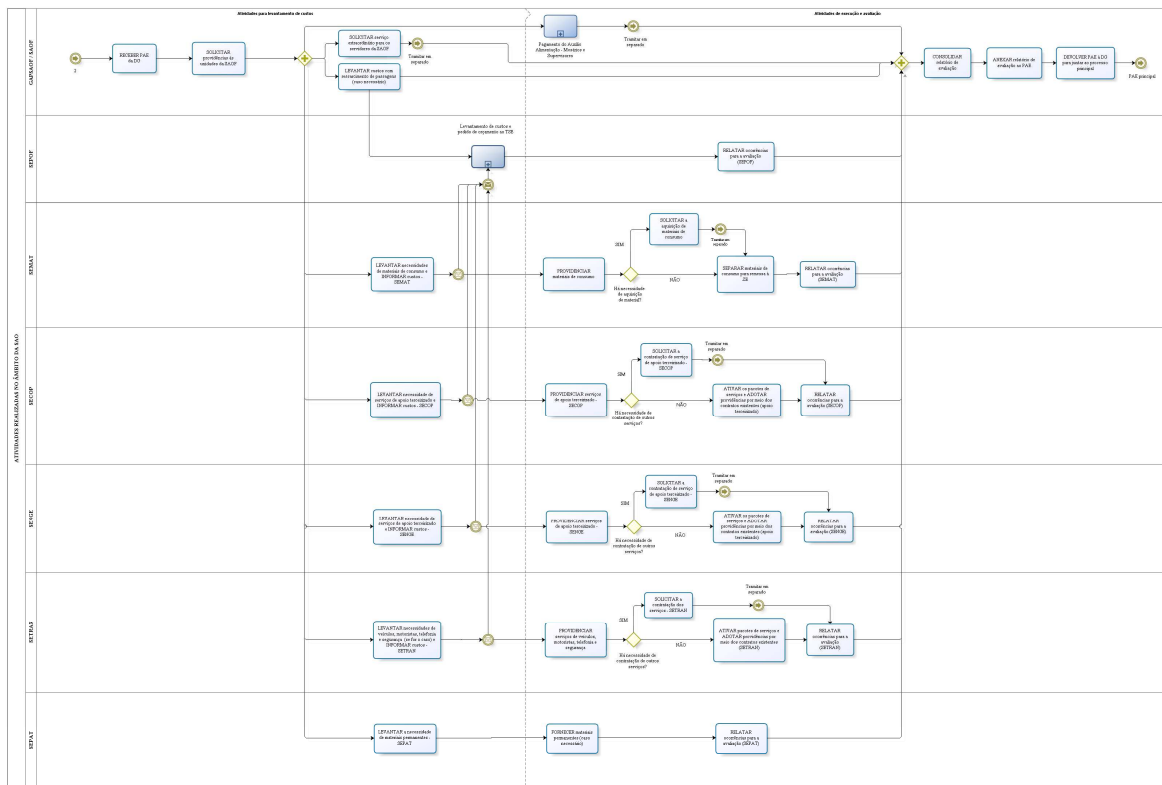 ATIVIDADES REALIZADAS NO ÂMBITO DA SAO
Atividades para levantamento de custos
Atividades de execução e avaliação
GAPSAOF / SAOF
3
RECEBER PAE
da DG
SOLICITAR
providências às
unidades da SAOF
SOLICITAR serviço
extraordinário para os
servidores da SAOF
Tramitar em
separado
LEVANTAR custos com
ressarcimento de passagens
(caso necessário)
Pagamento do Auxílio
Alimentação - Mesários e
Supervisores
Tramitar em
separado
CONSOLIDAR
relatório de
avaliação
ANEXAR relatório de
avaliação ao PAE
DEVOLVER PAE à DG
para juntar ao processo
principal
PAE principal
SEPOF
Levantamento de custos e
pedido de orçamento ao TSE
RELATAR ocorrências
para a avaliação
(SEPOF)
SEMAT
LEVANTAR necessidades
de materiais de consumo e
INFORMAR custos -
SEMAT
PROVIDENCIAR
materiais de consumo
SIM
NÃO
Há necessidade
de aquisição
de material?
SOLICITAR a
aquisição de
materiais de
consumo
Tramitar em
separado
SEPARAR materiais de
consumo para remessa à
ZE
RELATAR ocorrências
para a avaliação
(SEMAT)
SECOP
LEVANTAR necessidade de
serviços de apoio terceirizado e
INFORMAR custos - SECOP
PROVIDENCIAR serviços
de apoio terceirizado -
SECOP
SIM
NÃO
Há necessidade de
contratação de outros
serviços?
SOLICITAR a
contratação de serviço
de apoio terceirizado -
SECOP
Tramitar em
separado
ATIVAR os pacotes de
serviços e ADOTAR
providências por meio dos
contratos existentes (apoio
terceirizado)
RELATAR
ocorrências para a
avaliação (SECOP)
SENGE
LEVANTAR necessidade de
serviços de apoio terceirizado
e INFORMAR custos -
SENGE
PROVIDENCIAR serviços
de apoio terceirizado -
SENGE
SIM
NÃO
Há necessidade de
contratação de outros
serviços?
SOLICITAR a
contratação de serviço
de apoio terceirizado -
SENGE
Tramitar em
separado
ATIVAR os pacotes de
serviços e ADOTAR
providências por meio dos
contratos existentes (apoio
terceirizado)
RELATAR
ocorrências para a
avaliação (SENGE)
SETRAS
LEVANTAR necessidades de
veículos, motoristas, telefonia
e segurança (se for o caso) e
INFORMAR custos -
SETRAN
PROVIDENCIAR
serviços de veículos,
motoristas, telefonia e
segurança
SIM
NÃO
Há necessidade de
contratação de outros
serviços?
SOLICITAR a
contratação dos
serviços - SETRAN
Tramitar em
separado
ATIVAR pacotes de serviços e
ADOTAR providências por
meio dos contratos existentes
(SETRAN)
RELATAR
ocorrências para a
avaliação
(SETRAN)
SEPAT
LEVANTAR a necessidade
de materiais permanentes -
SEPAT
FORNECER materiais
permanentes (caso
necessário)
RELATAR
ocorrências para a
avaliação (SEPAT)